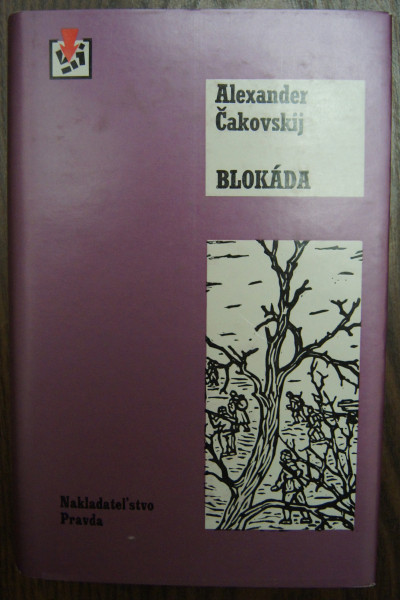 Alexander
Čakovskij
BLOKÁDA
Nakladateľstvo
Pravda